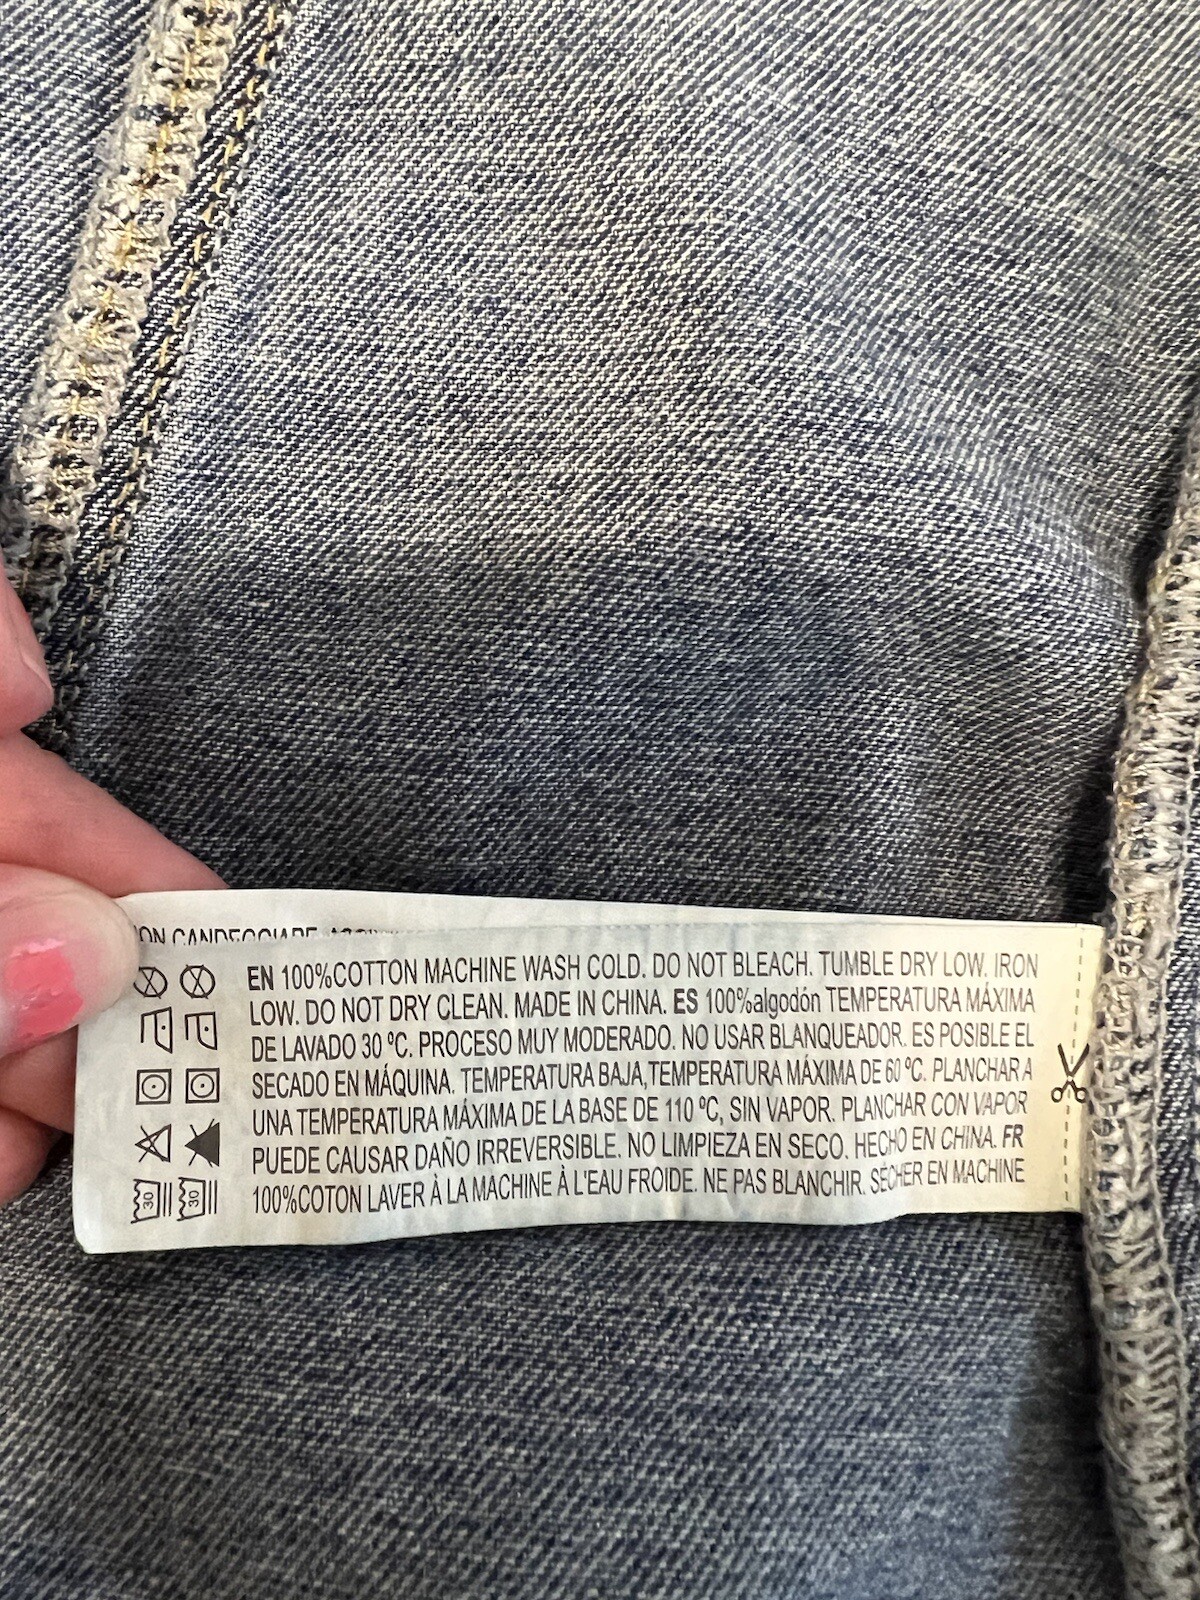 CANDEGGIARE
EN 100%COTTON MACHINE WASH COLD. DO NOT BLEACH. TUMBLE DRY LOW. IRON
LOW. DO NOT DRY CLEAN. MADE IN CHINA. ES 100%algodón TEMPERATURA MÁXIMA
DE LAVADO 30 ºC. PROCESO MUY MODERADO. NO USAR BLANQUEADOR. ES POSIBLE EL
SECADO EN MÁQUINA. TEMPERATURA BAJA,TEMPERATURA MÁXIMA DE 60 ºC. PLANCHAR A
UNA TEMPERATURA MÁXIMA DE LA BASE DE 110 ºC, SIN VAPOR. PLANCHAR CON VAPOR
PUEDE CAUSAR DAÑO IRREVERSIBLE. NO LIMPIEZA EN SECO. HECHO EN CHINA. FR
100%COTON LAVER À LA MACHINE À L'EAU FROIDE. NE PAS BLANCHIR. SÉCHER EN MACHINE
30 30